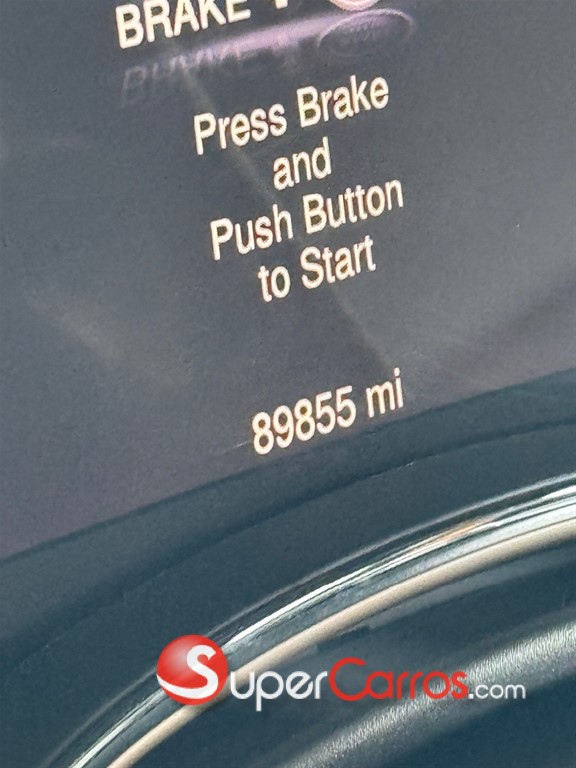 BRAKE
Press Brake
and
Push Button
to Start
89855 mi
SuperCarros.com